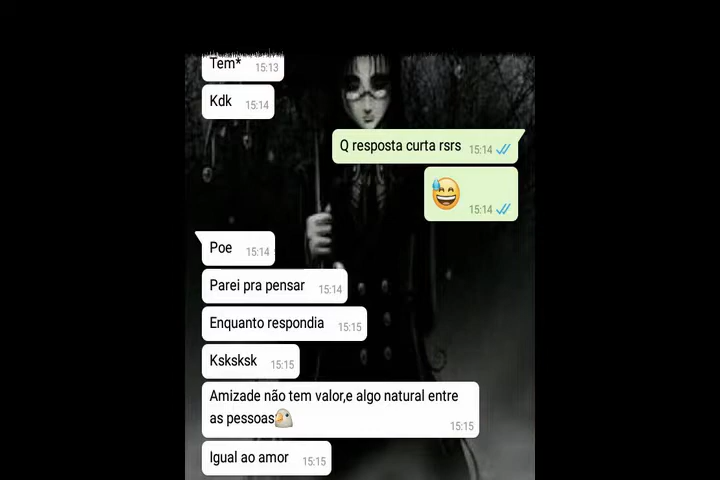 Tem* 15:13
Kdk 15:14
Q resposta curta rsrs 15:14
😅 15:14
Poe 15:14
Parei pra pensar 15:14
Enquanto respondia 15:15
Ksksksk 15:15
Amizade não tem valor,e algo natural entre
as pessoas🐤 15:15
Igual ao amor 15:15